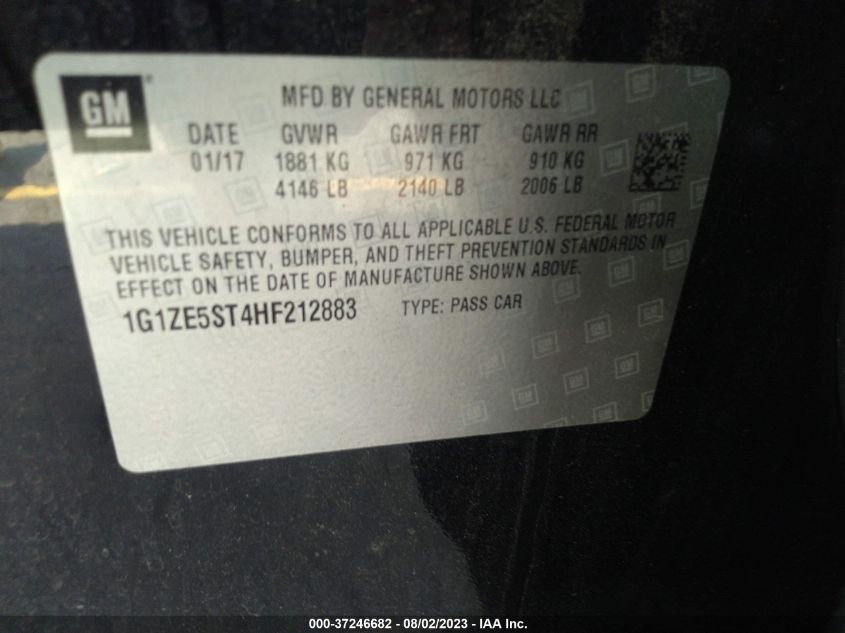 GM
MFD BY GENERAL MOTORS LLC
DATE GVWR GAWR FRT GAWR RR
01/17 1881 KG 971 KG 910 KG
4146 LB 2140 LB 2006 LB
THIS VEHICLE CONFORMS TO ALL APPLICABLE U.S. FEDERAL MOTOR
VEHICLE SAFETY, BUMPER, AND THEFT PREVENTION STANDARDS IN
EFFECT ON THE DATE OF MANUFACTURE SHOWN ABOVE.
1G1ZE5ST4HF212883 TYPE: PASS CAR
000-37246682 - 08/02/2023 - IAA Inc.